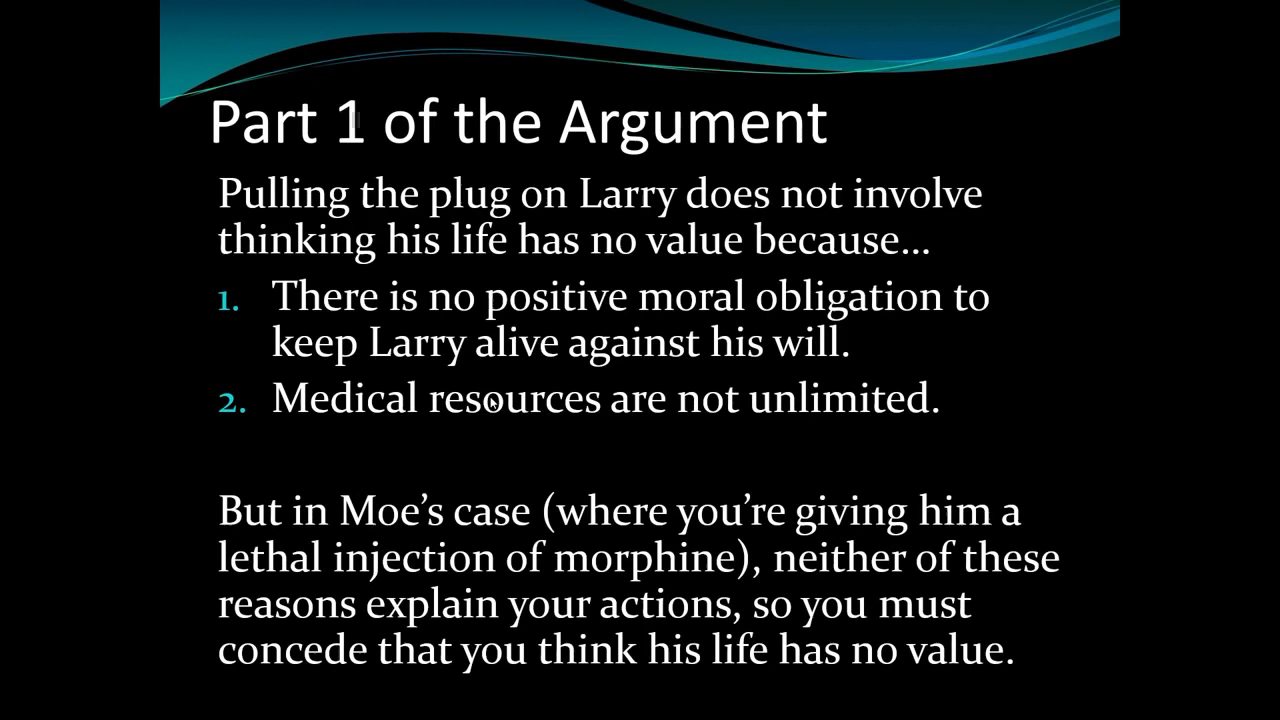 Part 1 of the Argument
Pulling the plug on Larry does not involve
thinking his life has no value because...
1. There is no positive moral obligation to
keep Larry alive against his will.
2. Medical resources are not unlimited.
But in Moe's case (where you're giving him a
lethal injection of morphine), neither of these
reasons explain your actions, so you must
concede that you think his life has no value.